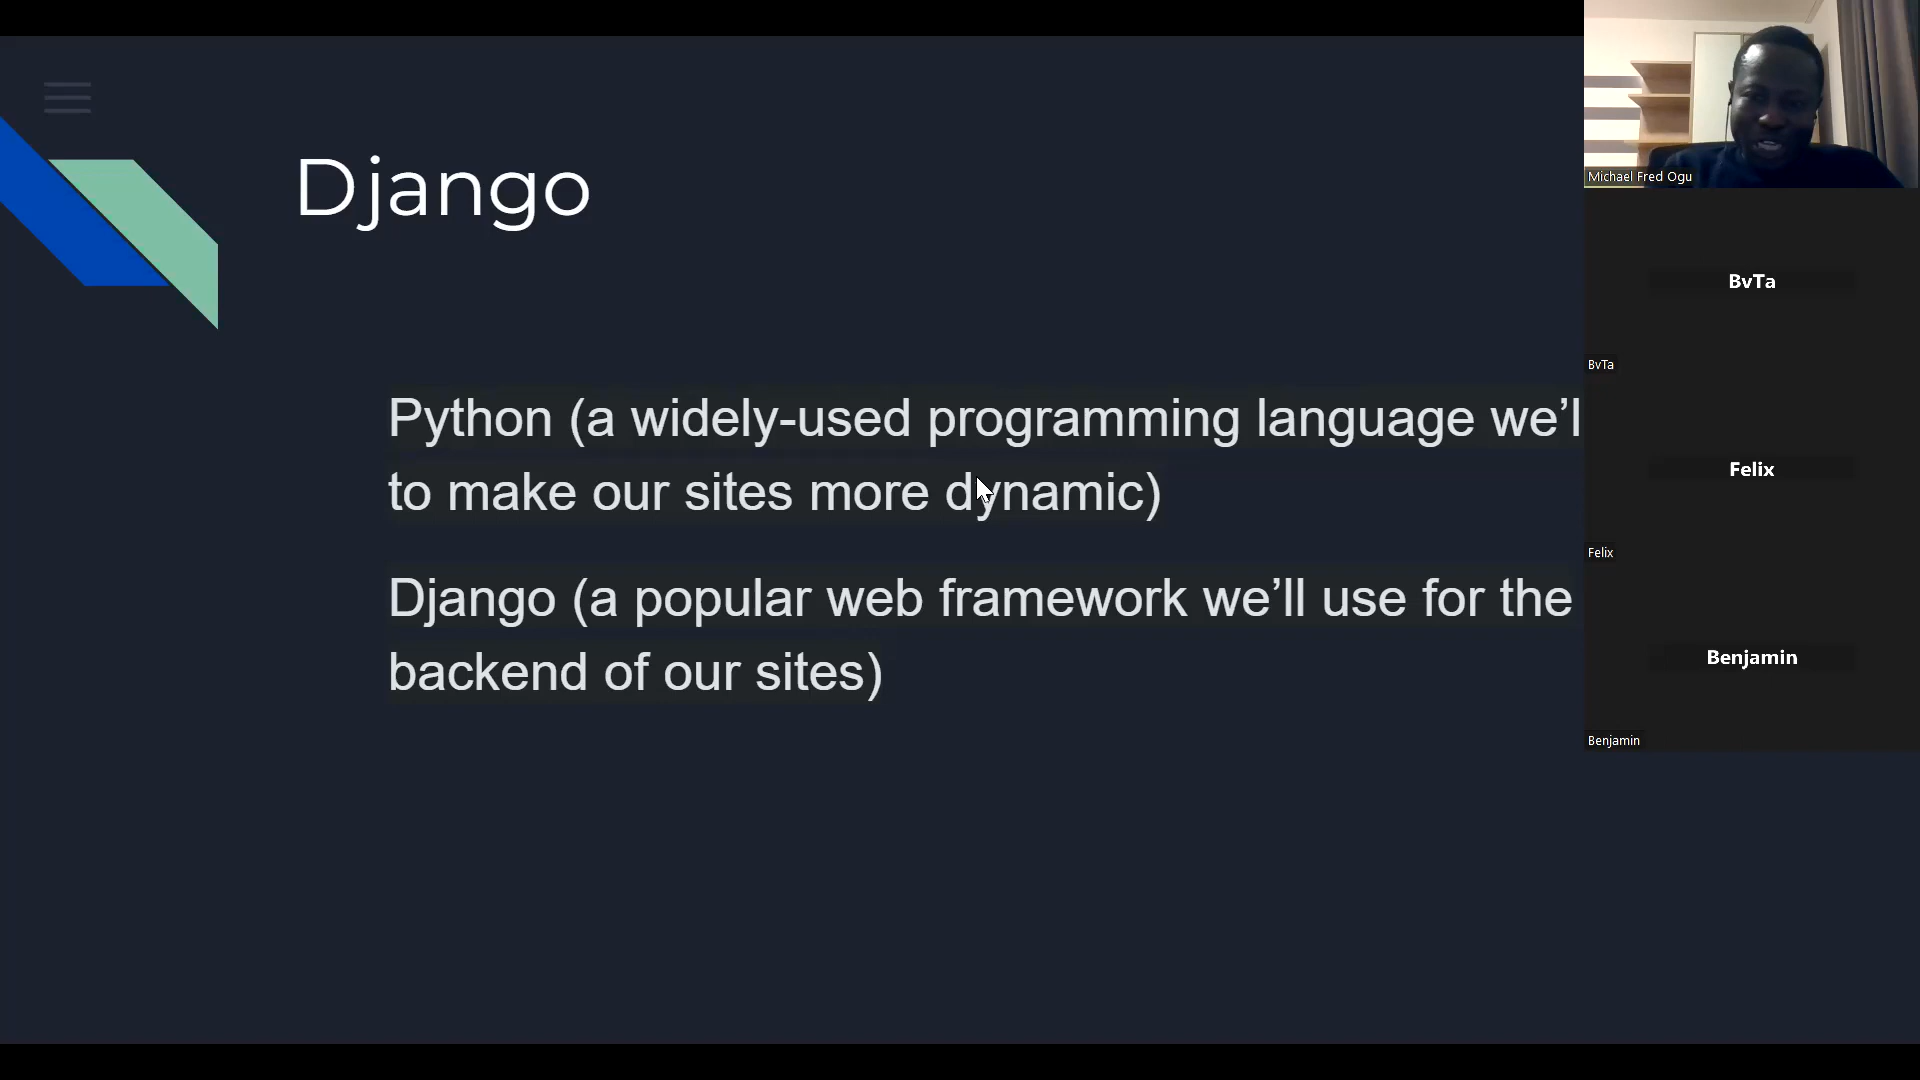 Django
Python (a widely-used programming language we’l
to make our sites more dynamic)
Django (a popular web framework we’ll use for the
backend of our sites)
Michael Fred Ogu
BvTa
BvTa
Felix
Felix
Benjamin
Benjamin